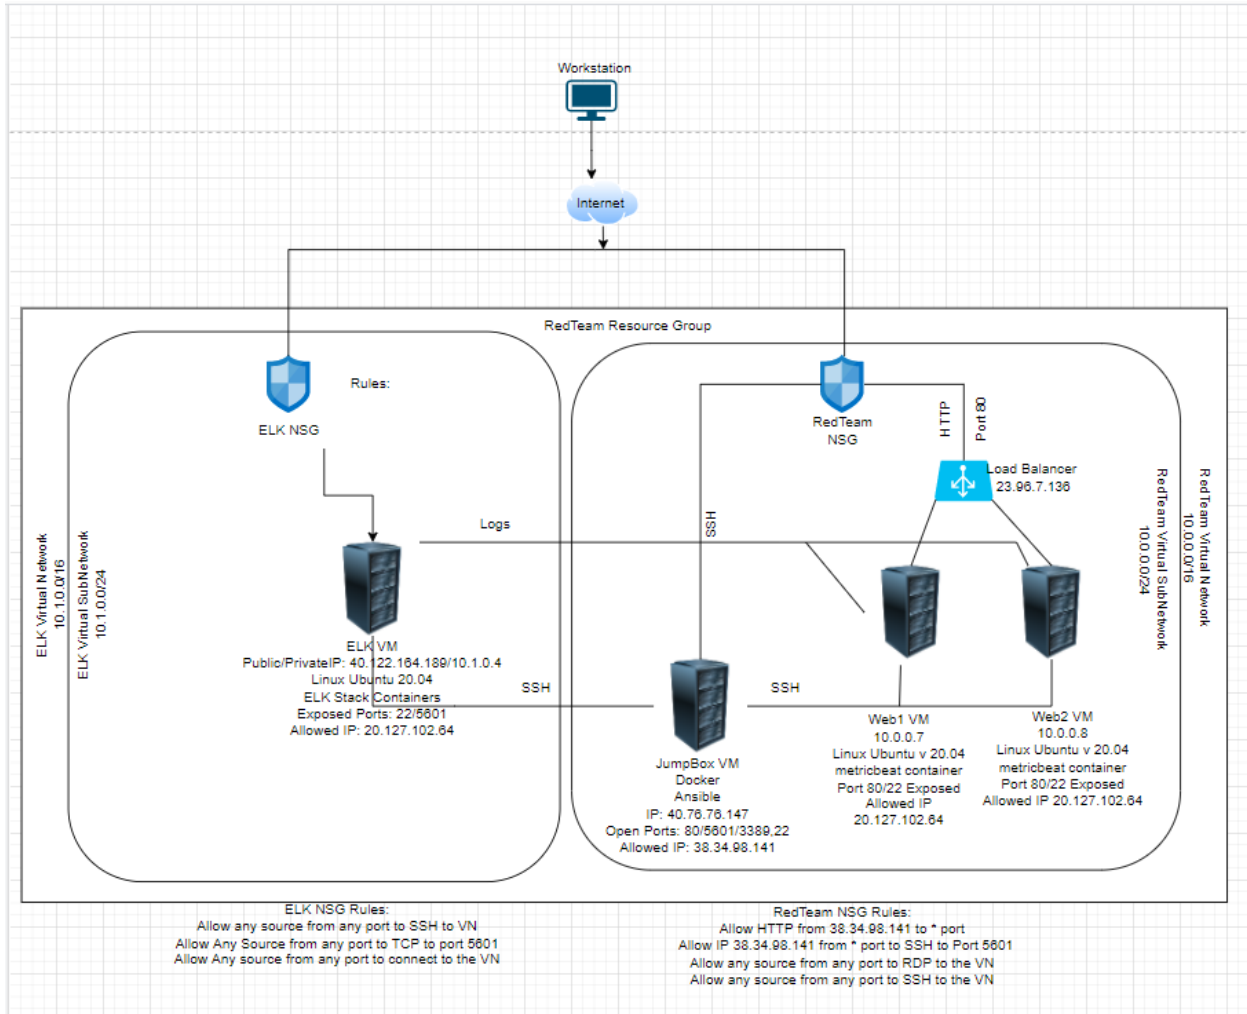 Workstation
Internet
RedTeam Resource Group
ELK NSG
Rules:
RedTeam
NSG
HTTP
Port 80
Load Balancer
23.96.7.136
SSH
Logs
ELK Virtual Network
10.1.0.0/16
ELK Virtual SubNetwork
10.1.0.0/24
RedTeam Virtual Network
10.0.0.0/16
RedTeam Virtual SubNetwork
10.0.0.0/24
ELK VM
Public/PrivateIP: 40.122.164.189/10.1.0.4
Linux Ubuntu 20.04
ELK Stack Containers
Exposed Ports: 22/5601
Allowed IP: 20.127.102.64
SSH
SSH
JumpBox VM
Docker
Ansible
IP: 40.76.76.147
Open Ports: 80/5601/3389,22
Allowed IP: 38.34.98.141
Web1 VM
10.0.0.7
Linux Ubuntu v 20.04
metricbeat container
Port 80/22 Exposed
Allowed IP
20.127.102.64
Web2 VM
10.0.0.8
Linux Ubuntu v 20.04
metricbeat container
Port 80/22 Exposed
Allowed IP 20.127.102.64
ELK NSG Rules:
Allow any source from any port to SSH to VN
Allow Any Source from any port to TCP to port 5601
Allow Any source from any port to connect to the VN
RedTeam NSG Rules:
Allow HTTP from 38.34.98.141 to * port
Allow IP 38.34.98.141 from * port to SSH to Port 5601
Allow any source from any port to RDP to the VN
Allow any source from any port to SSH to the VN